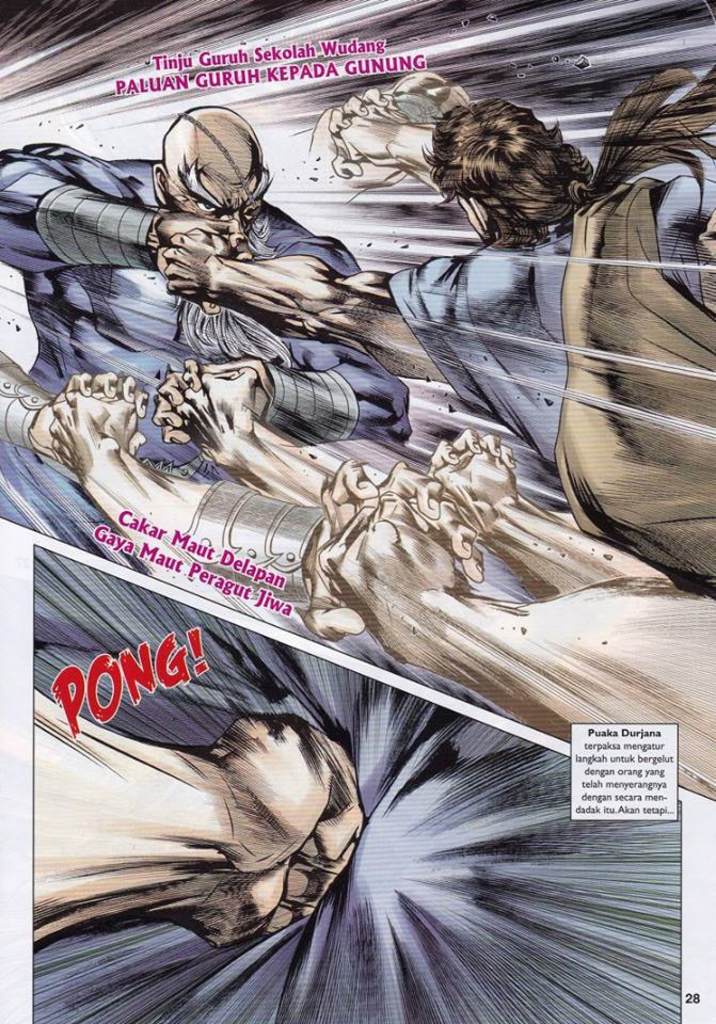 Tinju Guruh Sekolah Wudang
PALUAN GURUH KEPADA GUNUNG
Cakar Maut Delapan
Gaya Maut Peragut Jiwa
PONG!
Puaka Durjana
terpaksa mengatur
langkah untuk bergelut
dengan orang yang
telah menyerangnya
dengan secara men-
dadak itu. Akan tetapi...
28